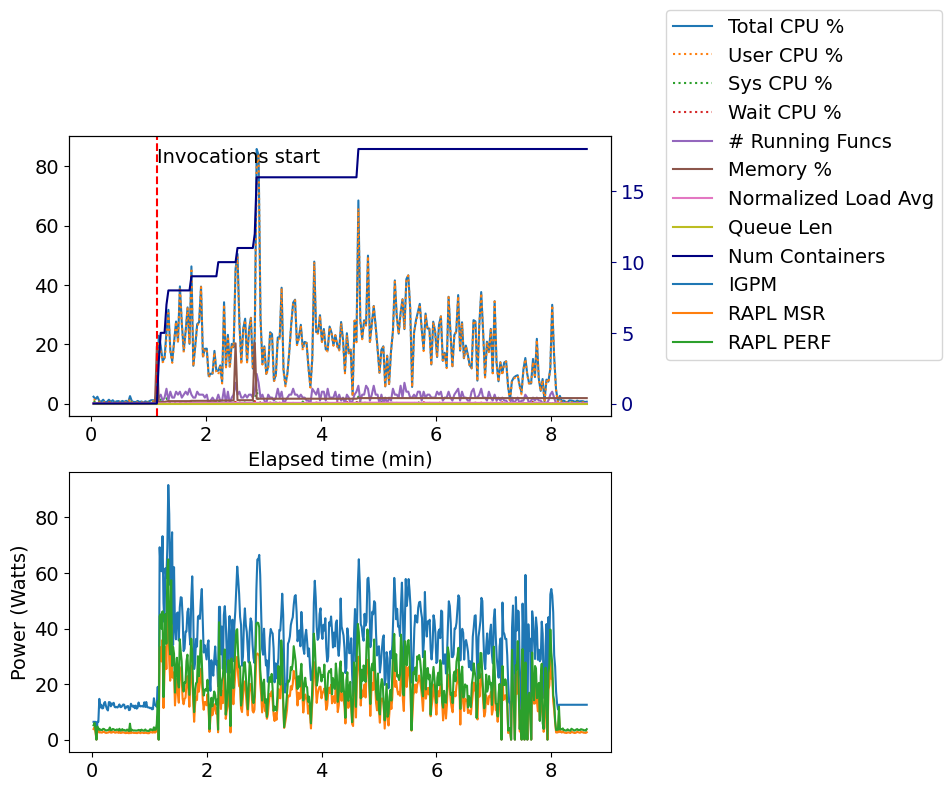 Total CPU %
User CPU %
Sys CPU %
Wait CPU %
# Running Funcs
Memory %
Normalized Load Avg
Queue Len
Num Containers
IGPM
RAPL MSR
RAPL PERF
Invocations start
80
60
40
20
0
15
10
5
0
0 2 4 6 8
Elapsed time (min)
Power (Watts)
80
60
40
20
0
0 2 4 6 8